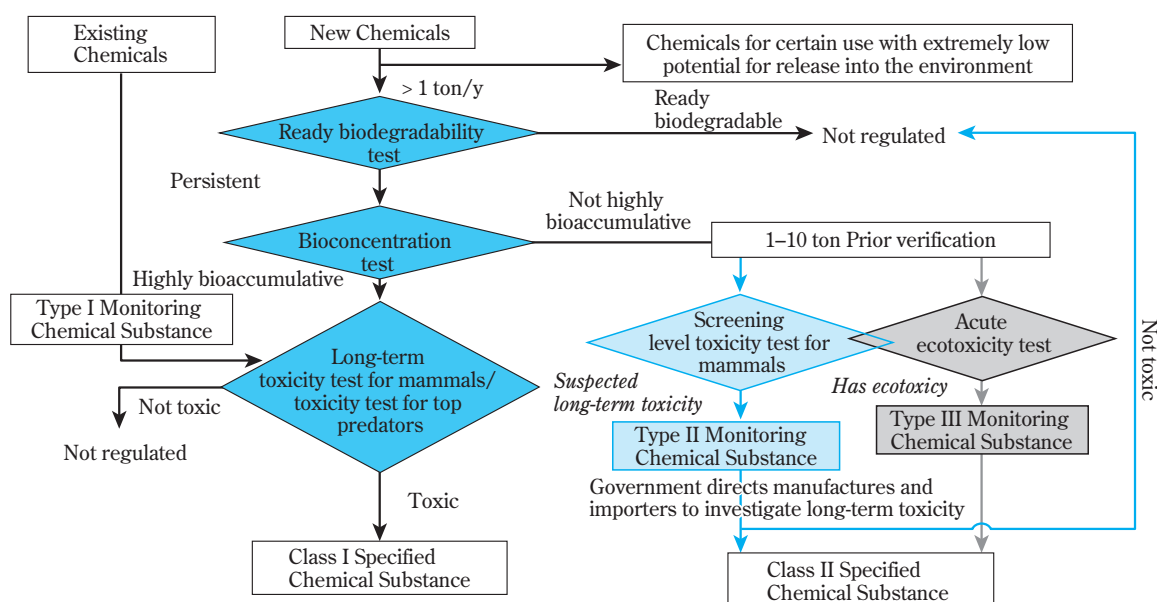 Existing
Chemicals
New Chemicals
Chemicals for certain use with extremely low
potential for release into the environment
> 1 ton/y
Ready
biodegradable
Ready biodegradability
test
Not regulated
Persistent
Not highly
bioaccumulative
Bioconcentration
test
1–10 ton Prior verification
Highly bioaccumulative
Type I Monitoring
Chemical Substance
Screening
level toxicity test for
mammals
Acute
ecotoxicity test
Not toxic
Long-term
toxicity test for mammals/
toxicity test for top
predators
Suspected
long-term toxicity
Has ecotoxicy
Not toxic
Not regulated
Type II Monitoring
Chemical Substance
Type III Monitoring
Chemical Substance
Government directs manufactures and
importers to investigate long-term toxicity
Toxic
Class I Specified
Chemical Substance
Class II Specified
Chemical Substance